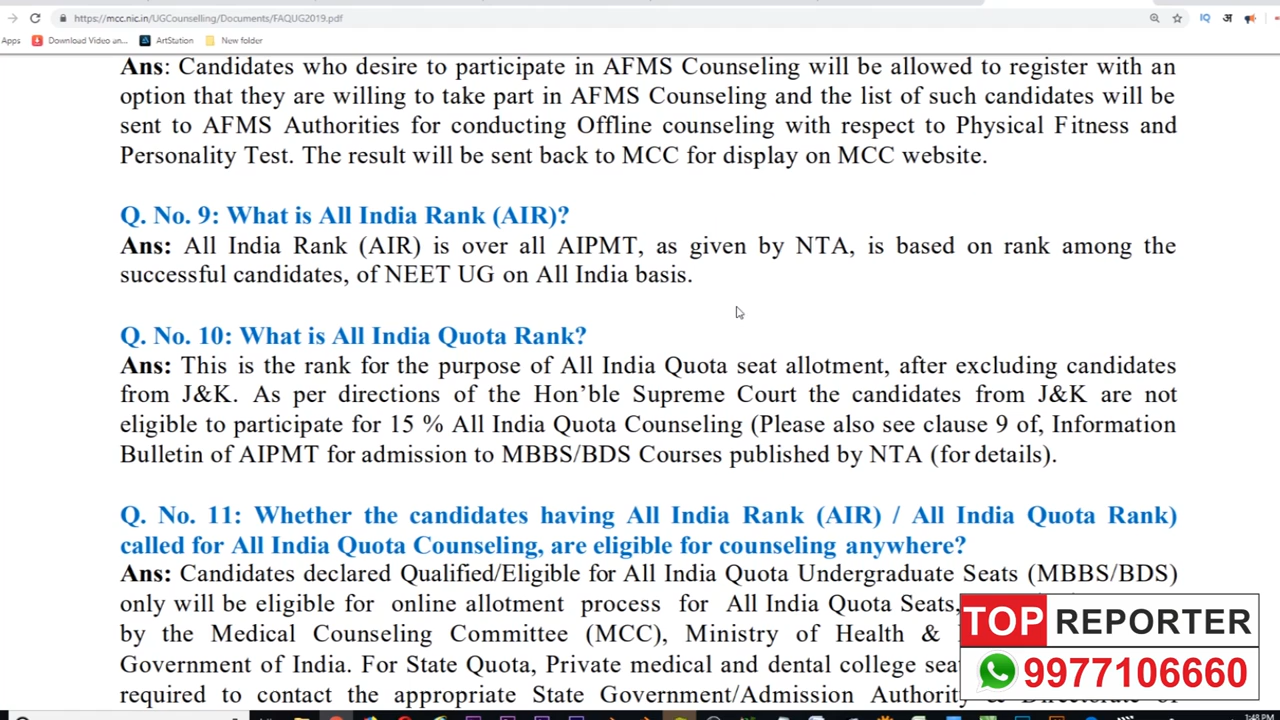 https://mcc.nic.in/UGCounselling/Documents/FAQUG2019.pdf
Apps Download Video an... ArtStation New folder
Ans: Candidates who desire to participate in AFMS Counseling will be allowed to register with an
option that they are willing to take part in AFMS Counseling and the list of such candidates will be
sent to AFMS Authorities for conducting Offline counseling with respect to Physical Fitness and
Personality Test. The result will be sent back to MCC for display on MCC website.
Q. No. 9: What is All India Rank (AIR)?
Ans: All India Rank (AIR) is over all AIPMT, as given by NTA, is based on rank among the
successful candidates, of NEET UG on All India basis.
Q. No. 10: What is All India Quota Rank?
Ans: This is the rank for the purpose of All India Quota seat allotment, after excluding candidates
from J&K. As per directions of the Hon’ble Supreme Court the candidates from J&K are not
eligible to participate for 15 % All India Quota Counseling (Please also see clause 9 of, Information
Bulletin of AIPMT for admission to MBBS/BDS Courses published by NTA (for details).
Q. No. 11: Whether the candidates having All India Rank (AIR) / All India Quota Rank)
called for All India Quota Counseling, are eligible for counseling anywhere?
Ans: Candidates declared Qualified/Eligible for All India Quota Undergraduate Seats (MBBS/BDS)
only will be eligible for online allotment process for All India Quota Seats,
by the Medical Counseling Committee (MCC), Ministry of Health &
Government of India. For State Quota, Private medical and dental college
required to contact the appropriate State Government/Admission
TOP REPORTER
9977106660
1:48 PM